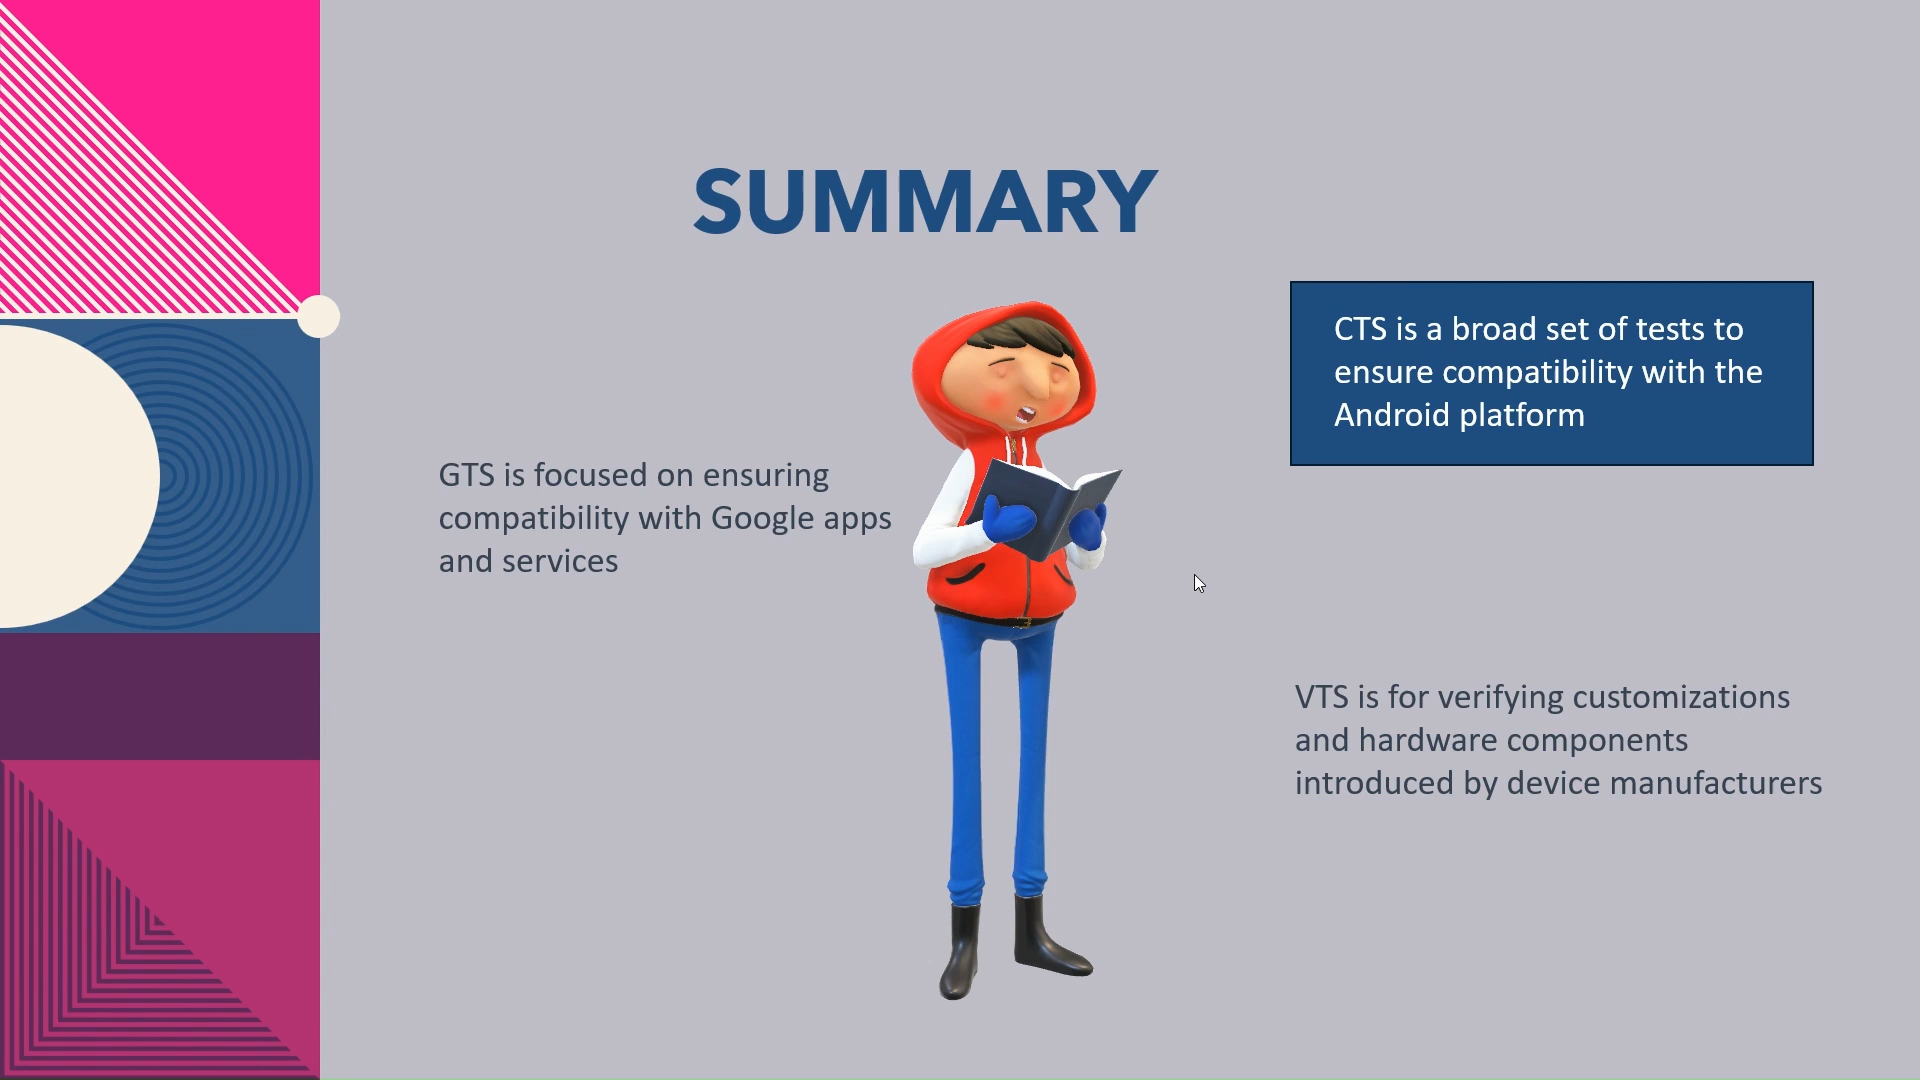 SUMMARY
GTS is focused on ensuring
compatibility with Google apps
and services
CTS is a broad set of tests to
ensure compatibility with the
Android platform
VTS is for verifying customizations
and hardware components
introduced by device manufacturers